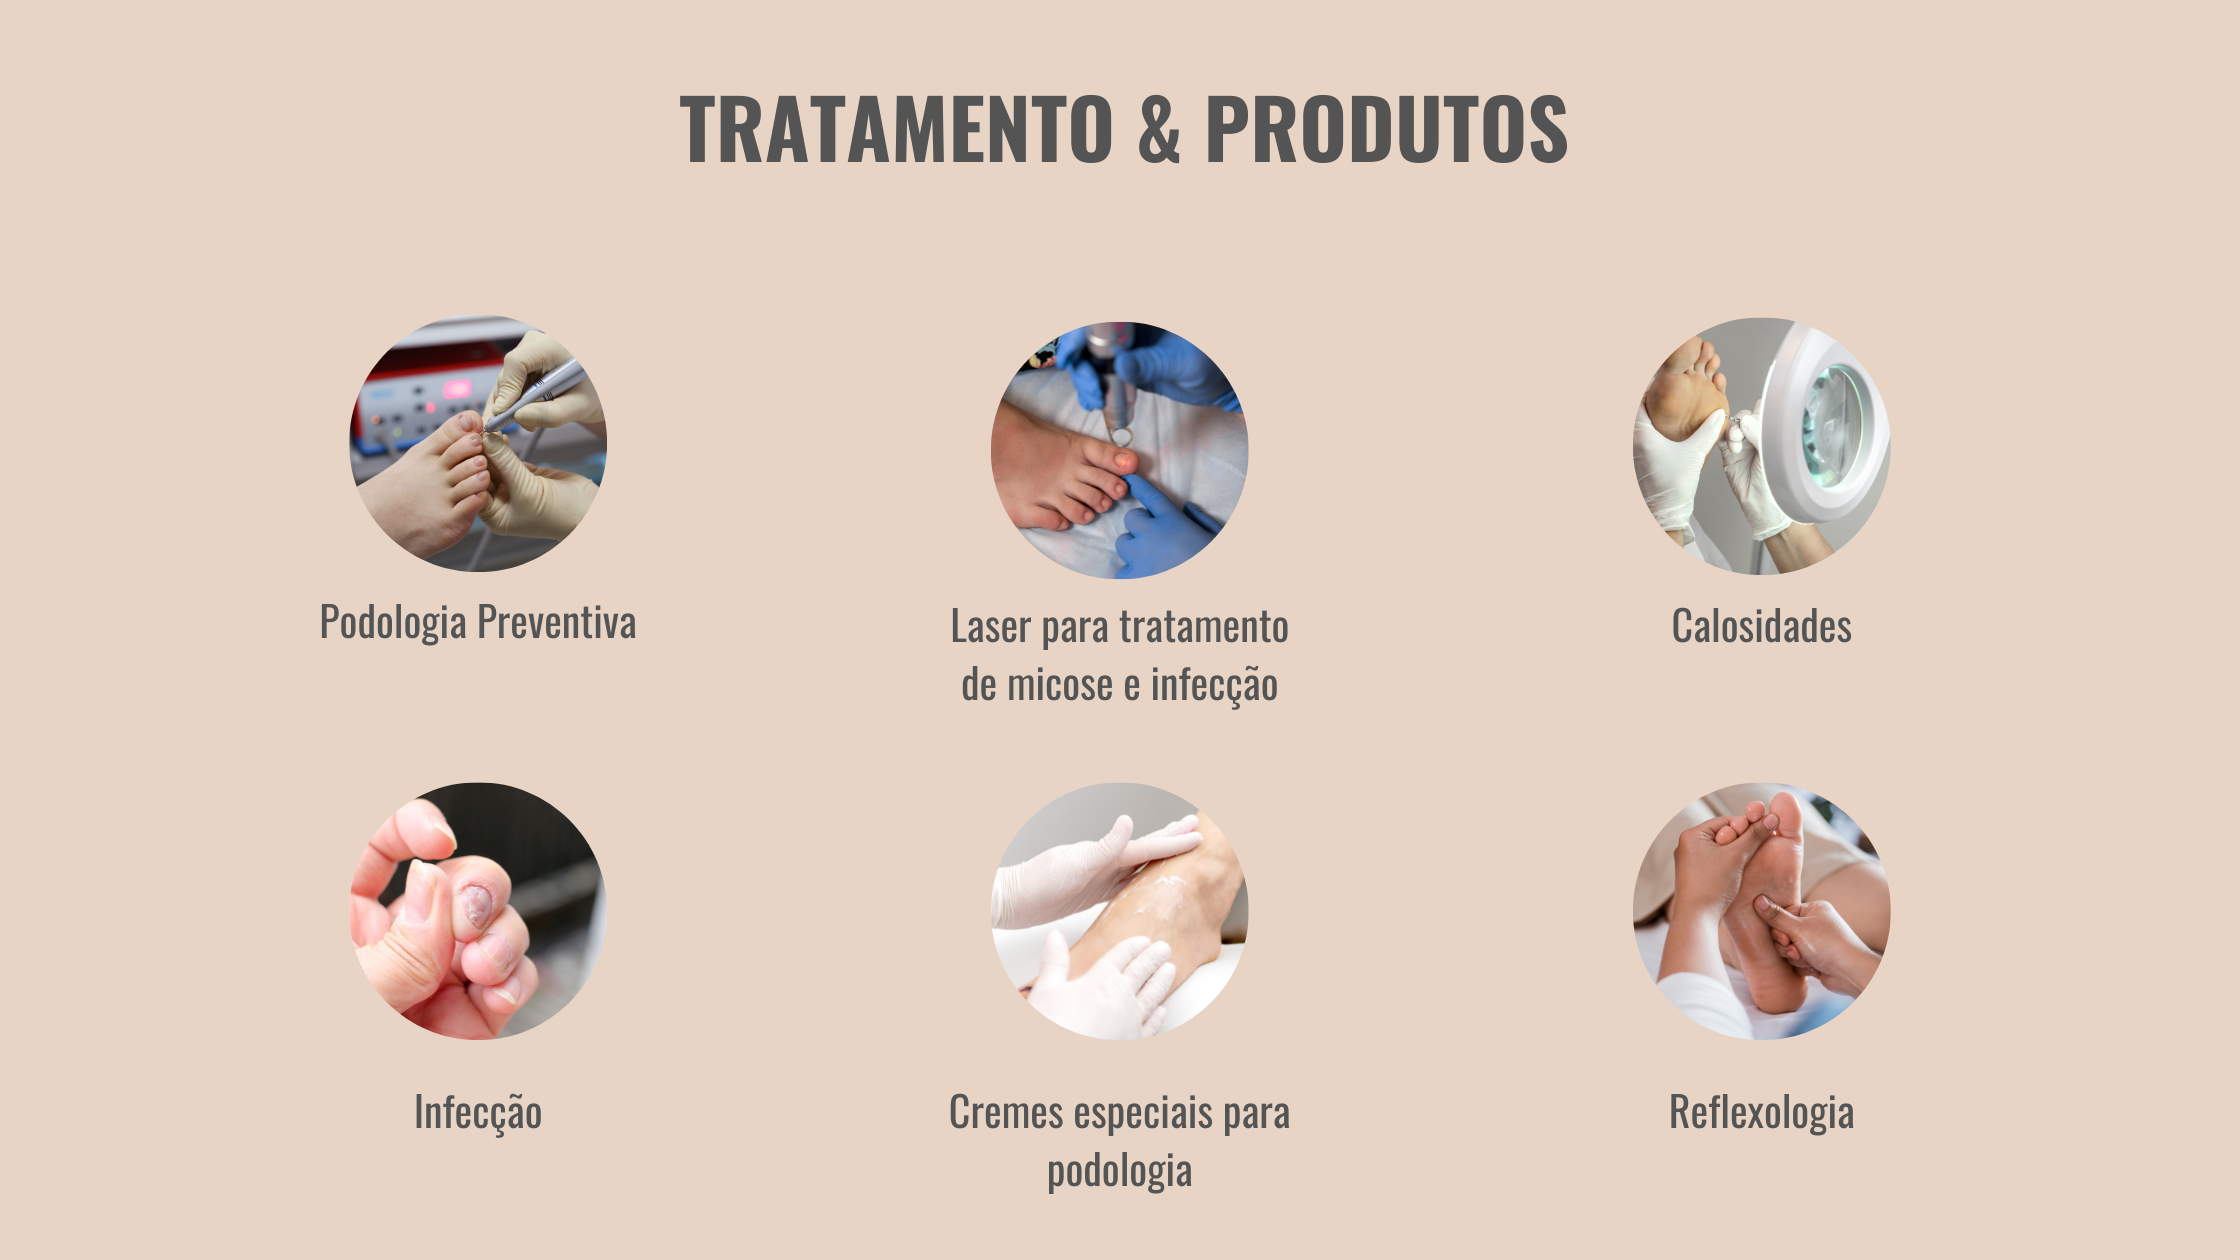 TRATAMENTO & PRODUTOS
Podologia Preventiva
Laser para tratamento
de micose e infecção
Calosidades
Infecção
Cremes especiais para
podologia
Reflexologia